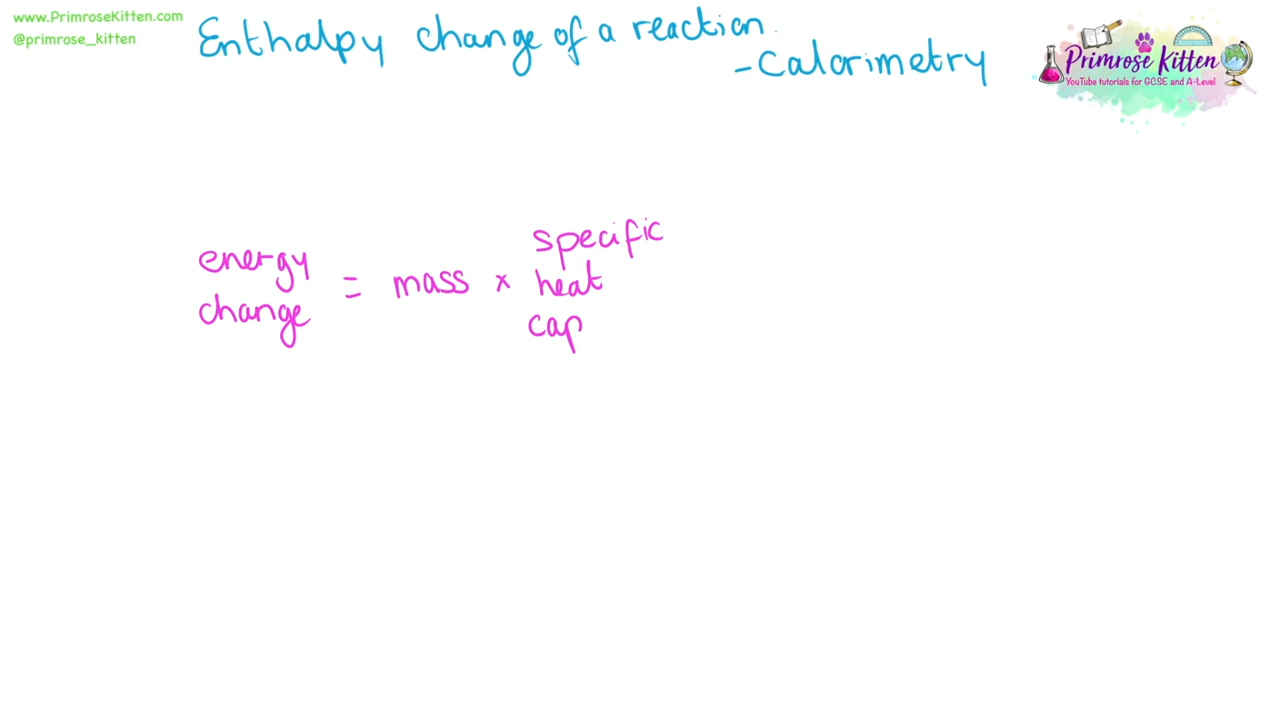 www.PrimroseKitten.com
@primrose_kitten
Enthalpy change of a reaction.
- Calorimetry
Primrose Kitten
YouTube tutorials for GCSE and A-Level
energy
change
= mass ×
specific
heat
cap